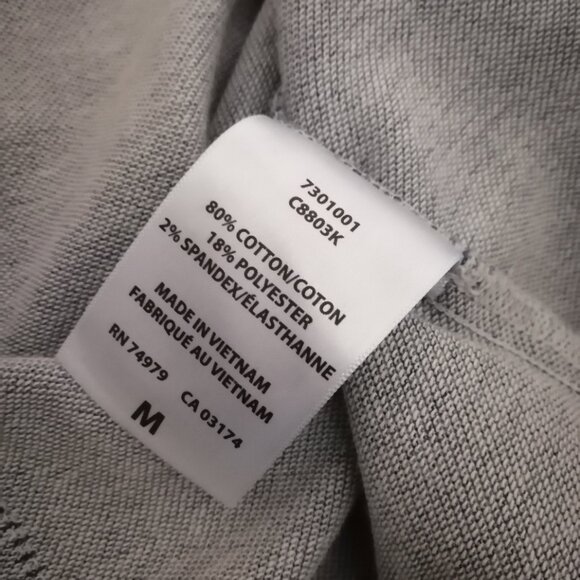 7301001
C8803K
80% COTTON/COTON
18% POLYESTER
2% SPANDEX/ÉLASTHANNE
MADE IN VIETNAM
FABRIQUÉ AU VIETNAM
RN 74979 CA 03174
M